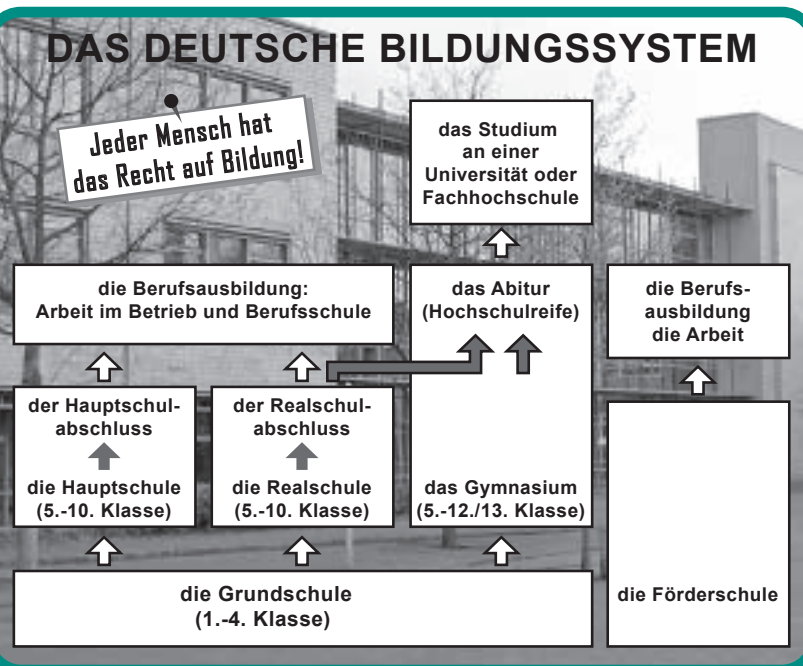 DAS DEUTSCHE BILDUNGSSYSTEM
Jeder Mensch hat
das Recht auf Bildung!
das Studium
an einer
Universität oder
Fachhochschule
die Berufsausbildung:
Arbeit im Betrieb und Berufsschule
das Abitur
(Hochschulreife)
die Berufs-
ausbildung
die Arbeit
der Hauptschul-
abschluss
die Hauptschule
(5.-10. Klasse)
der Realschul-
abschluss
die Realschule
(5.-10. Klasse)
das Gymnasium
(5.-12./13. Klasse)
die Grundschule
(1.-4. Klasse)
die Förderschule